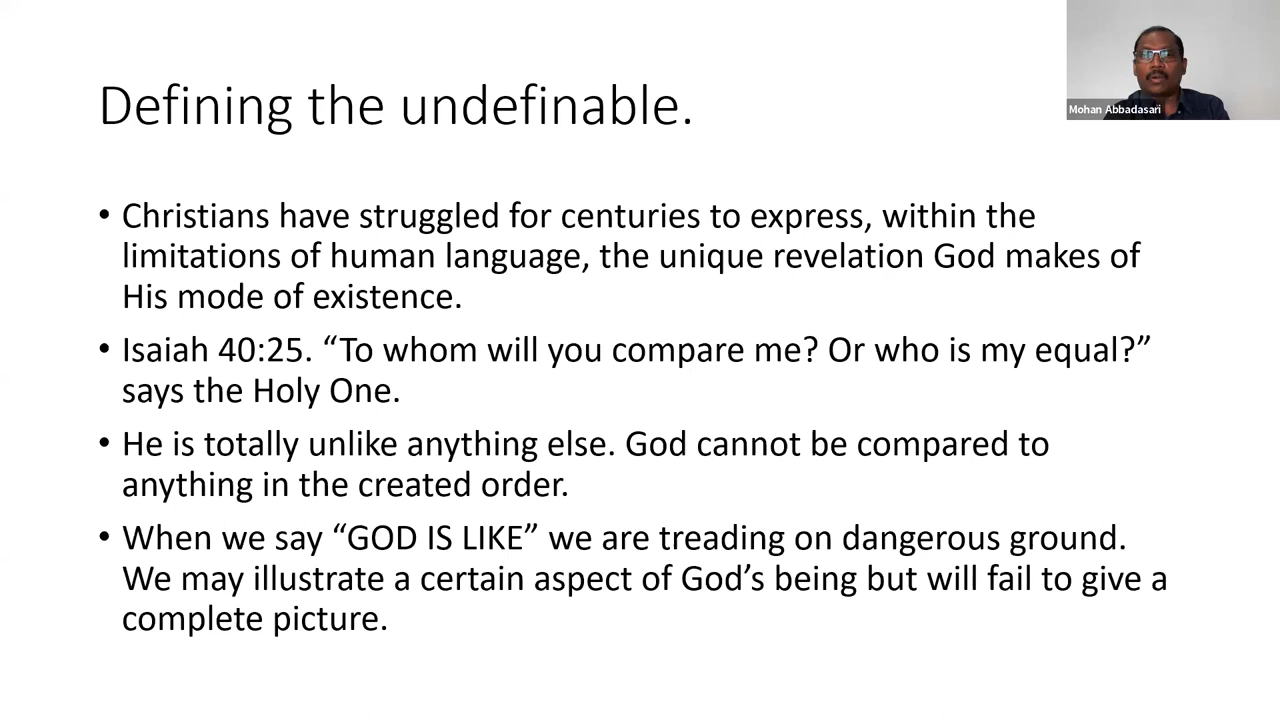 Defining the undefinable.
Mohan Abbadasari
• Christians have struggled for centuries to express, within the
limitations of human language, the unique revelation God makes of
His mode of existence.
• Isaiah 40:25. “To whom will you compare me? Or who is my equal?”
says the Holy One.
• He is totally unlike anything else. God cannot be compared to
anything in the created order.
• When we say “GOD IS LIKE” we are treading on dangerous ground.
We may illustrate a certain aspect of God’s being but will fail to give a
complete picture.